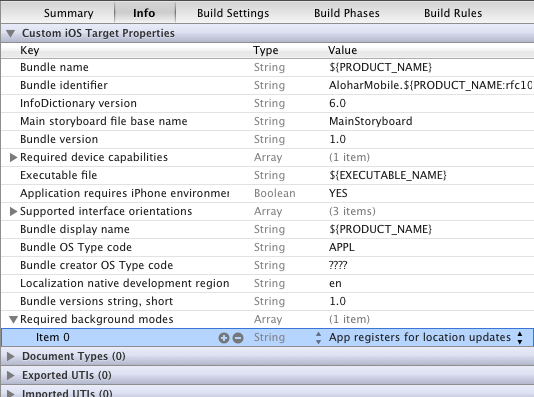 Summary Info Build Settings Build Phases Build Rules
Custom iOS Target Properties
Key Type Value
Bundle name String ${PRODUCT_NAME}
Bundle identifier String AloharMobile.${PRODUCT_NAME:rfc10
InfoDictionary version String 6.0
Main storyboard file base name String MainStoryboard
Bundle version String 1.0
Required device capabilities Array (1 item)
Executable file String ${EXECUTABLE_NAME}
Application requires iPhone environmer Boolean YES
Supported interface orientations Array (3 items)
Bundle display name String ${PRODUCT_NAME}
Bundle OS Type code String APPL
Bundle creator OS Type code String ????
Localization native development region String en
Bundle versions string, short String 1.0
Required background modes Array (1 item)
Item 0 String App registers for location updates
Document Types (0)
Exported UTIs (0)
Imported UTIs (0)